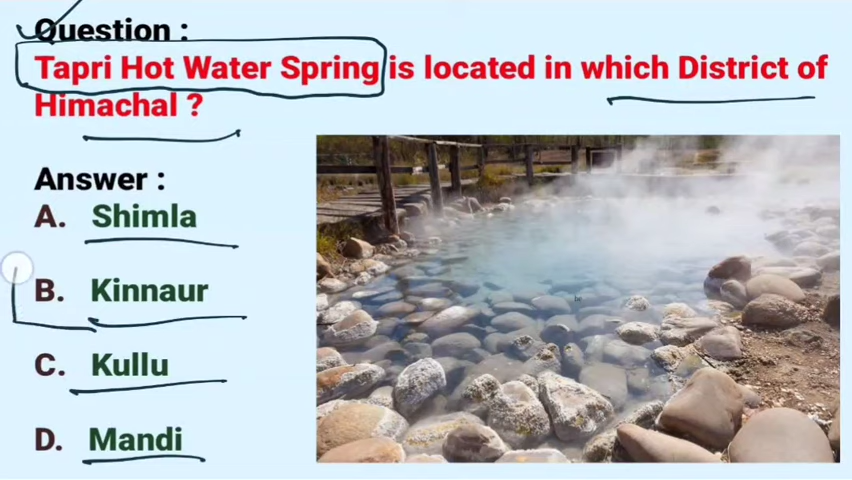 Question :
Tapri Hot Water Spring is located in which District of
Himachal ?
Answer :
A. Shimla
B. Kinnaur
C. Kullu
D. Mandi